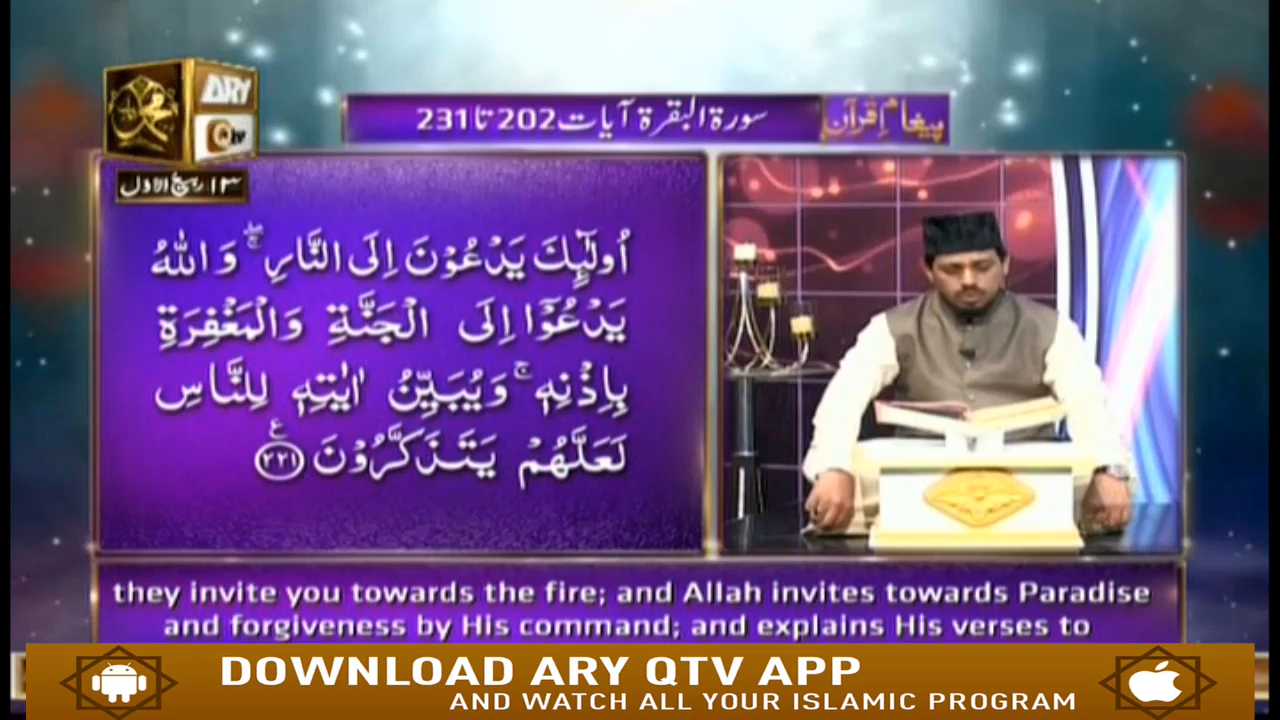 محمد
ARY
Qtv
۱۳ ربیع الاول
پیغامِ قرآن
سورۃ البقرۃ آیات 202 تا 231
اُولٰٓئِكَ يَدْعُوْنَ اِلَى النَّارِ ۚۖ وَ اللّٰهُ
يَدْعُوْٓا اِلَى الْجَنَّةِ وَالْمَغْفِرَةِ
بِاِذْنِهٖ ۚ وَيُبَيِّنُ اٰيٰتِهٖ لِلنَّاسِ
لَعَلَّهُمْ يَتَذَكَّرُوْنَ ﴿۲۲۱﴾ ع
they invite you towards the fire; and Allah invites towards Paradise
and forgiveness by His command; and explains His verses to
DOWNLOAD ARY QTV APP
AND WATCH ALL YOUR ISLAMIC PROGRAM